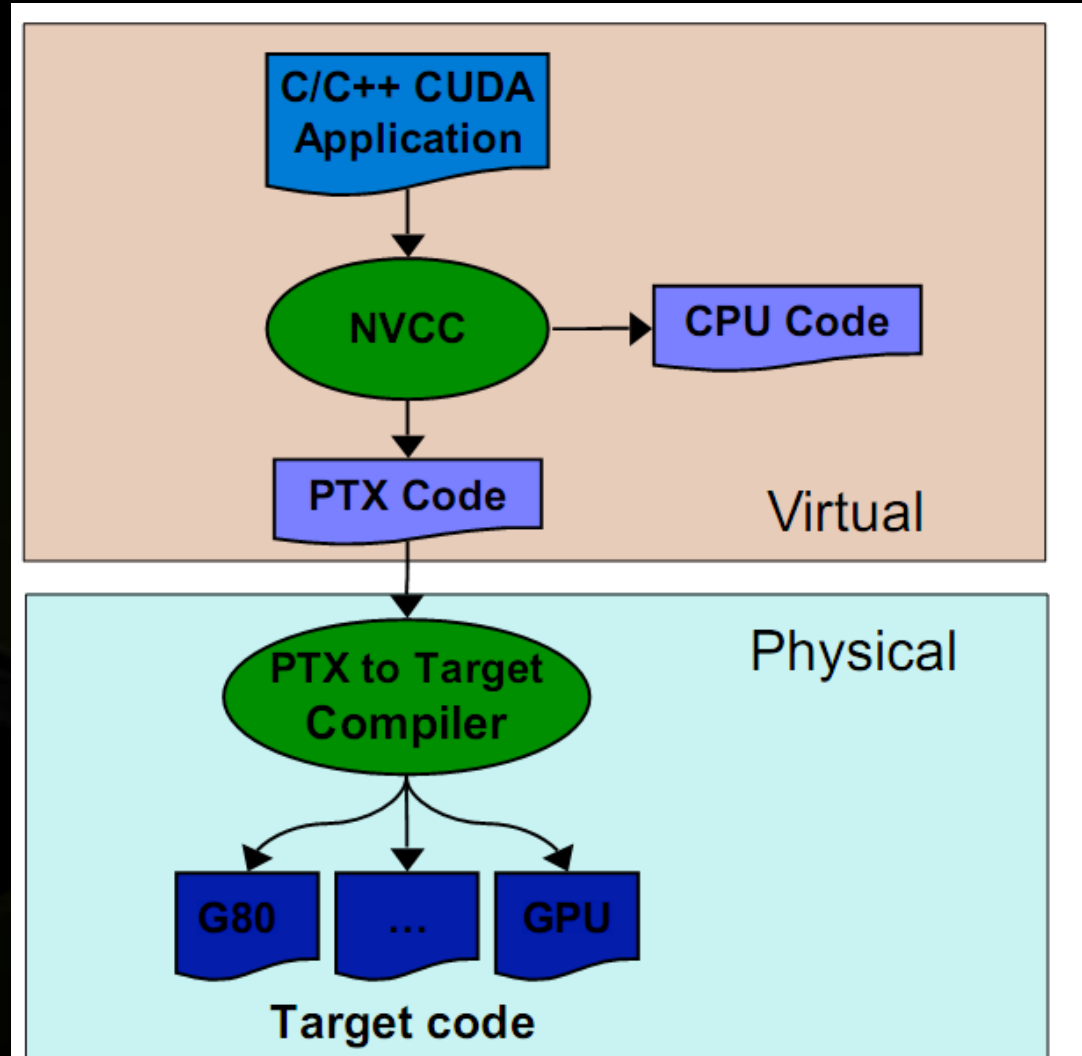 C/C++ CUDA
Application
NVCC
CPU Code
PTX Code
Virtual
Physical
PTX to Target
Compiler
G80
...
GPU
Target code